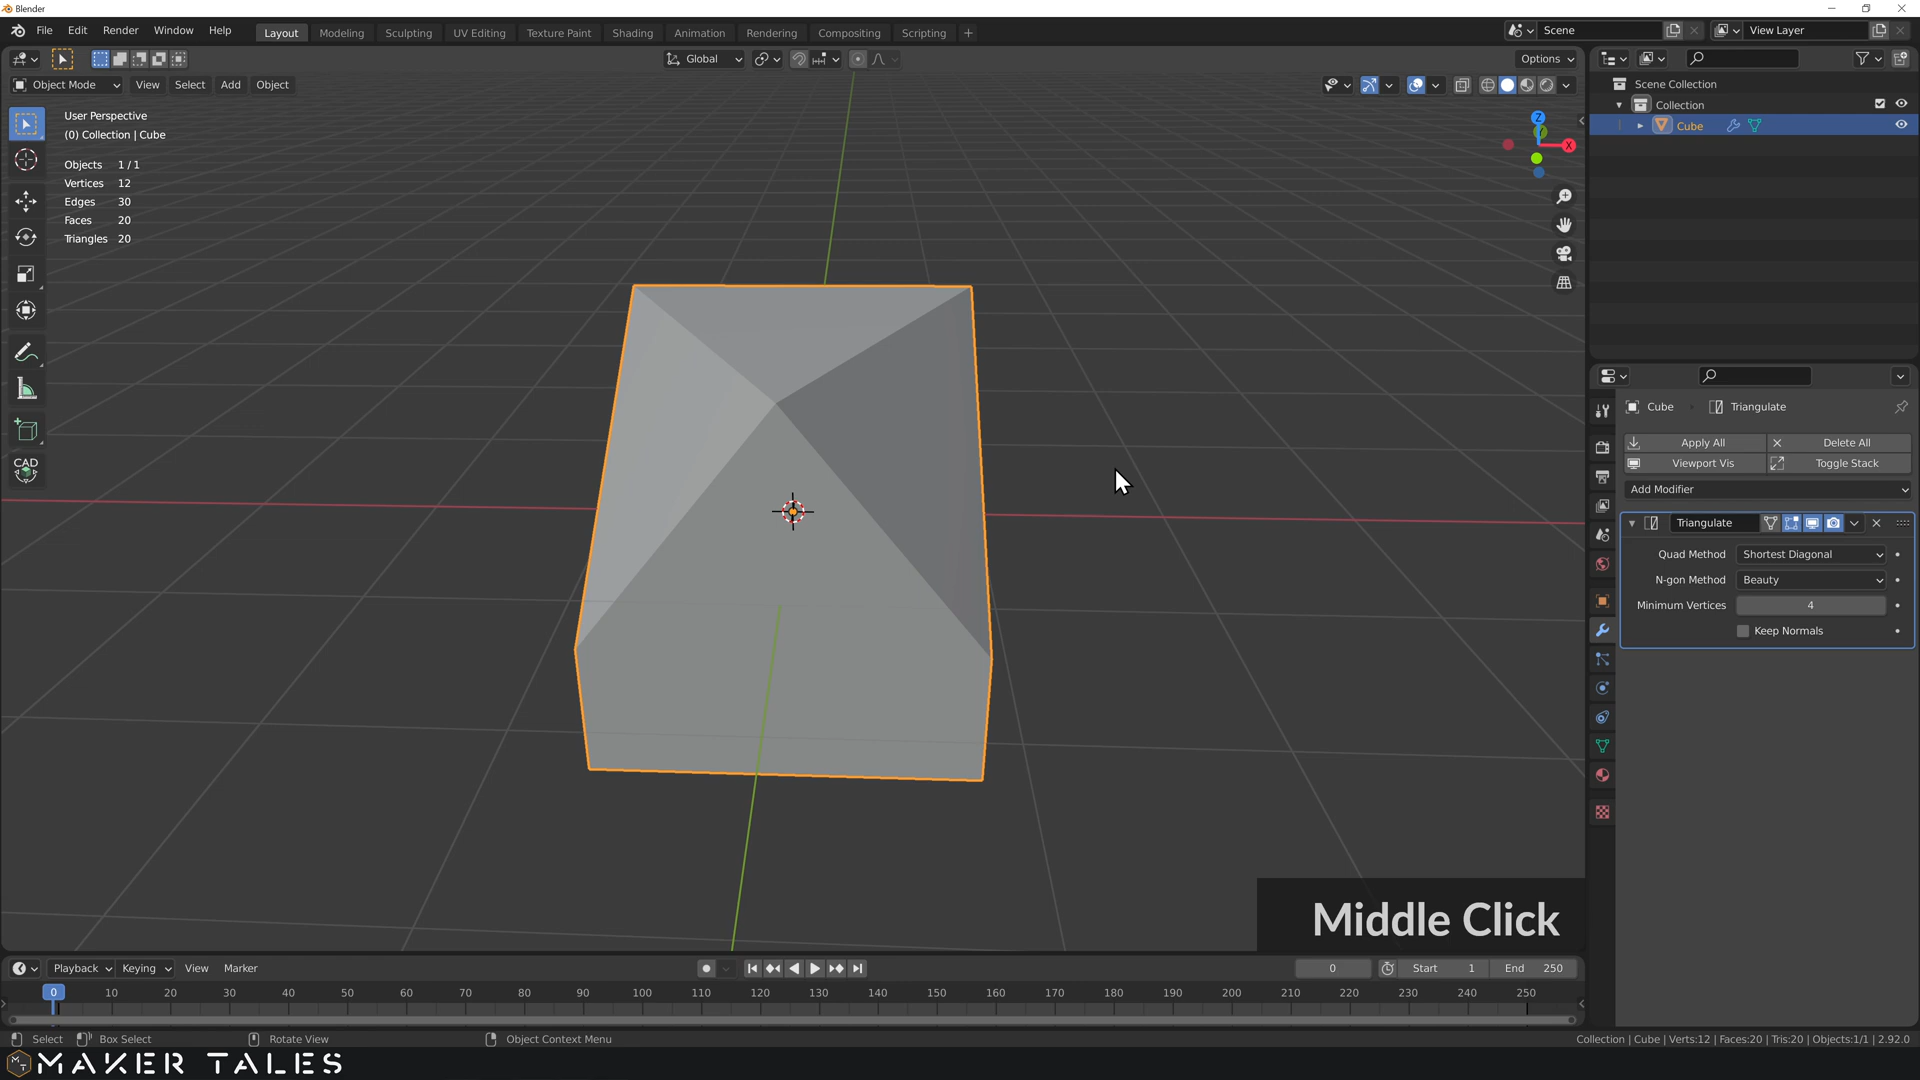 Blender
File Edit Render Window Help Layout Modeling Sculpting UV Editing Texture Paint Shading Animation Rendering Compositing Scripting + Scene View Layer
Global Options
Object Mode View Select Add Object
Scene Collection
Collection
Cube
User Perspective
(0) Collection | Cube
Objects 1 / 1
Vertices 12
Edges 30
Faces 20
Triangles 20
Z
X
CAD
Cube Triangulate
Apply All Delete All
Viewport Vis Toggle Stack
Add Modifier
Triangulate
Quad Method Shortest Diagonal
N-gon Method Beauty
Minimum Vertices 4
Keep Normals
Middle Click
Playback Keying View Marker 0 Start 1 End 250
0 10 20 30 40 50 60 70 80 90 100 110 120 130 140 150 160 170 180 190 200 210 220 230 240 250
Select Box Select Rotate View Object Context Menu Collection | Cube | Verts:12 | Faces:20 | Tris:20 | Objects:1/1 | 2.92.0
MAKER TALES